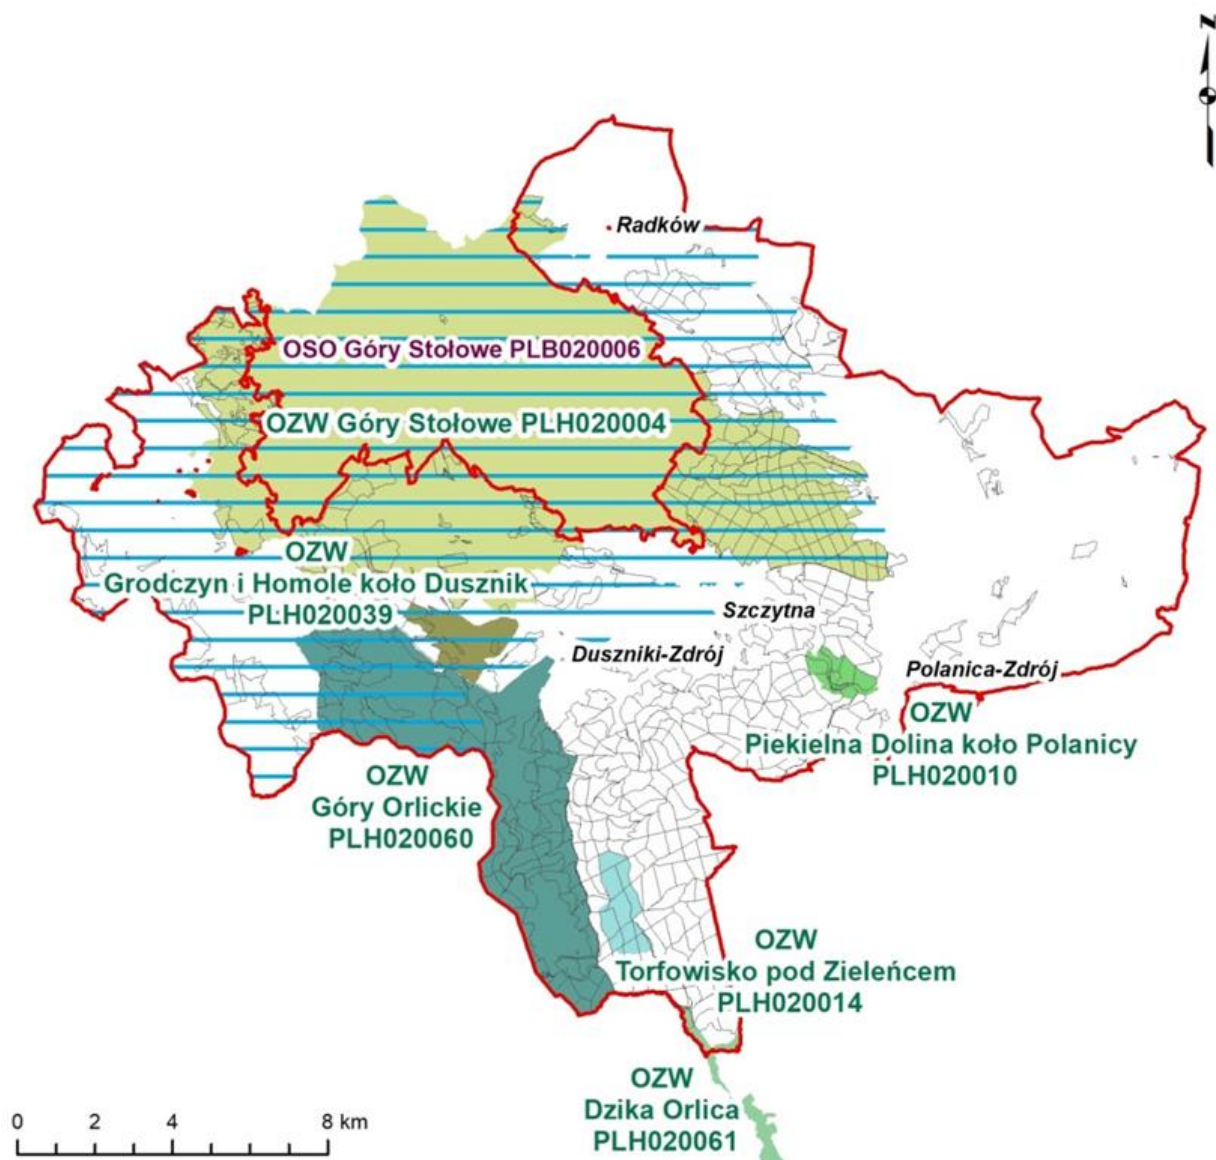 N
Radków
OSO Góry Stołowe PLB020006
OZW Góry Stołowe PLH020004
OZW
Grodczyn i Homole koło Dusznik
PLH020039
Szczytna
Duszniki-Zdrój
Polanica-Zdrój
OZW
Piekielna Dolina koło Polanicy
PLH020010
OZW
Góry Orlickie
PLH020060
OZW
Torfowisko pod Zieleńcem
PLH020014
OZW
Dzika Orlica
PLH020061
0 2 4 8 km